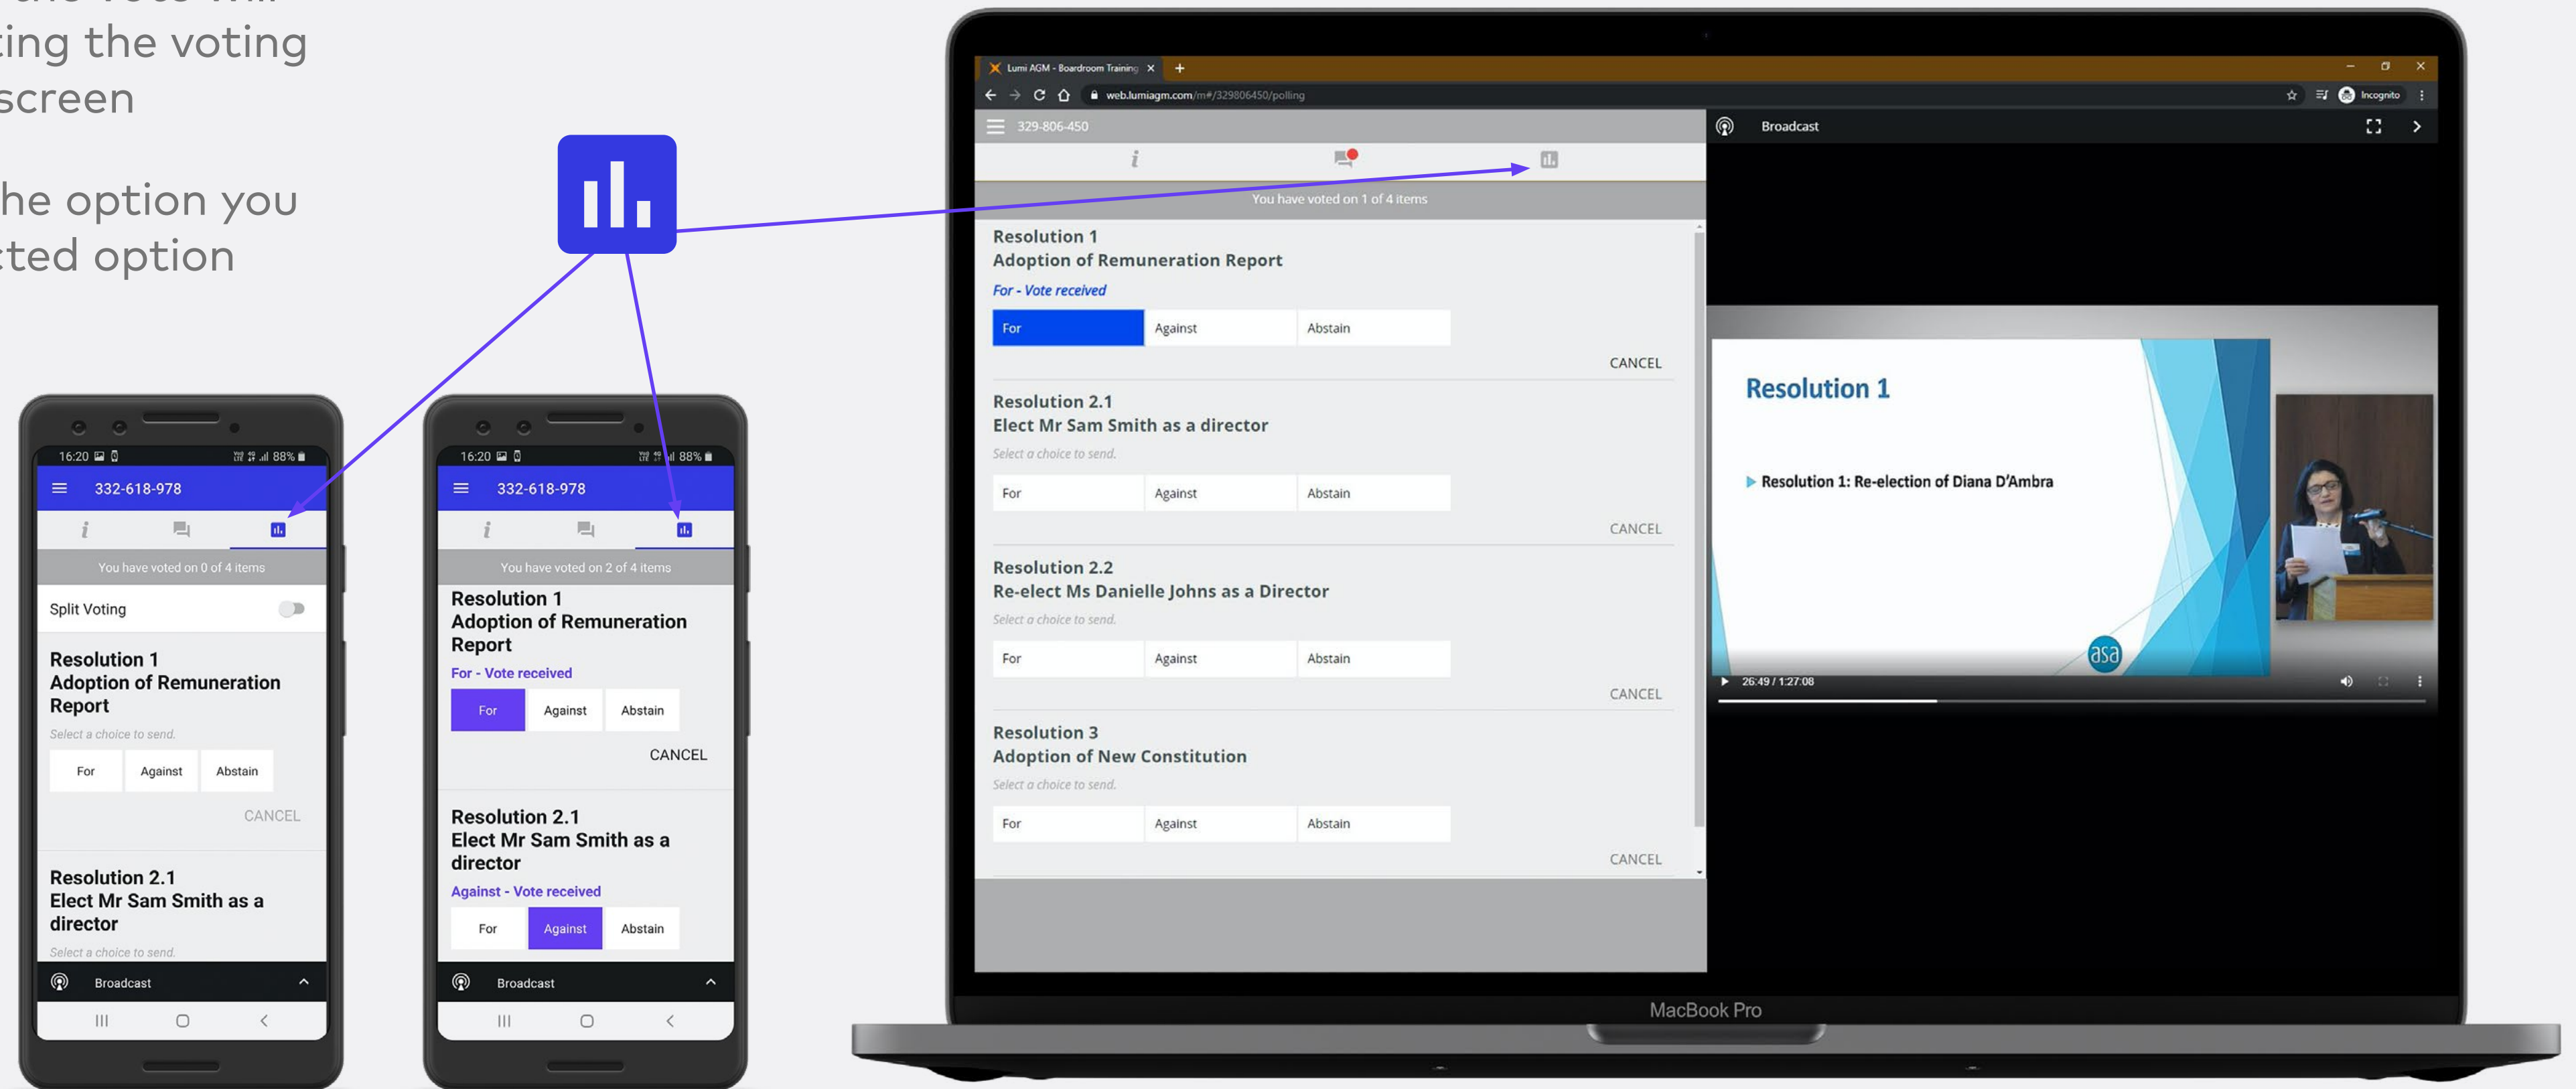 the vote will
ting the voting
screen
he option you
cted option
16:20 88%
332-618-978
i
You have voted on 0 of 4 items
Split Voting
Resolution 1
Adoption of Remuneration
Report
Select a choice to send.
For Against Abstain
CANCEL
Resolution 2.1
Elect Mr Sam Smith as a
director
Select a choice to send.
Broadcast
16:20 88%
332-618-978
i
You have voted on 2 of 4 items
Resolution 1
Adoption of Remuneration
Report
For - Vote received
For Against Abstain
CANCEL
Resolution 2.1
Elect Mr Sam Smith as a
director
Against - Vote received
For Against Abstain
Broadcast
Lumi AGM - Boardroom Training
web.lumiagm.com/m#/329806450/polling
Incognito
329-806-450
i
You have voted on 1 of 4 items
Resolution 1
Adoption of Remuneration Report
For - Vote received
For Against Abstain
CANCEL
Resolution 2.1
Elect Mr Sam Smith as a director
Select a choice to send.
For Against Abstain
CANCEL
Resolution 2.2
Re-elect Ms Danielle Johns as a Director
Select a choice to send.
For Against Abstain
CANCEL
Resolution 3
Adoption of New Constitution
Select a choice to send.
For Against Abstain
CANCEL
Broadcast
Resolution 1
Resolution 1: Re-election of Diana D'Ambra
asa
26:49 / 1:27:08
MacBook Pro